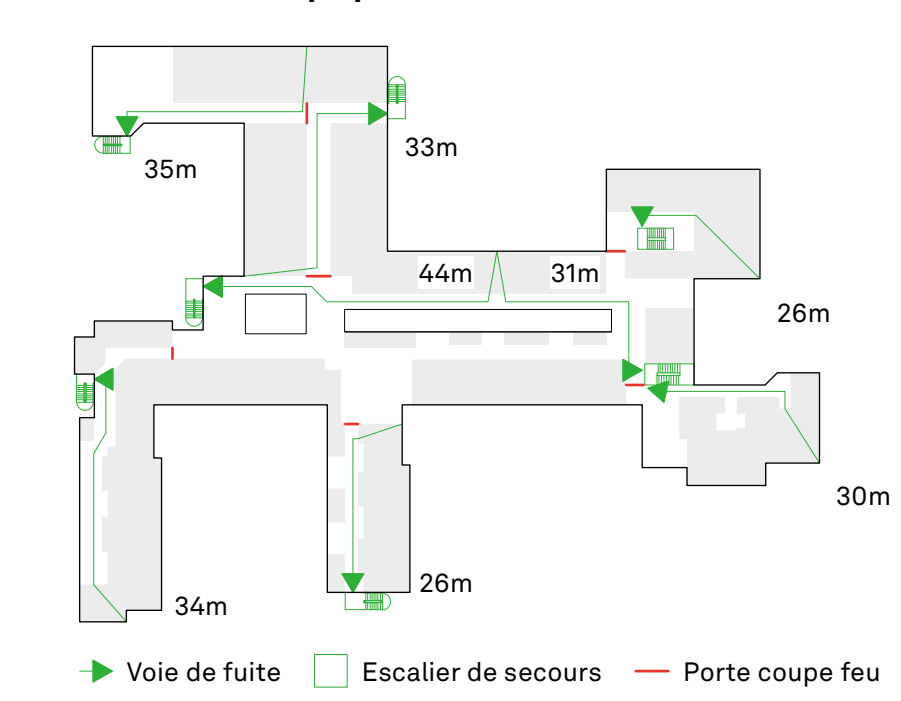 33m
35m
44m
31m
26m
30m
26m
34m
Voie de fuite
Escalier de secours
Porte coupe feu